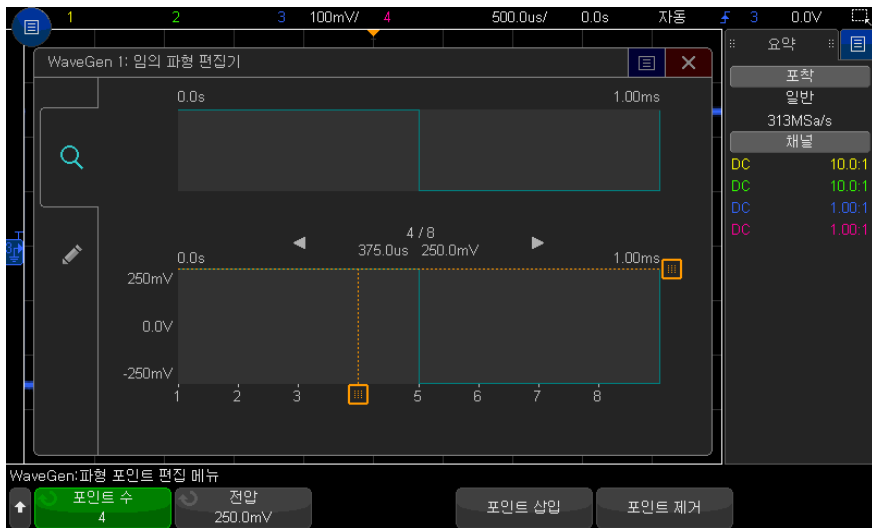 1 2 3 100mV/ 4 500.0us/ 0.0s 자동 3 0.0V
요약
WaveGen 1: 임의 파형 편집기
포착
일반
313MSa/s
채널
DC 10.0:1
DC 10.0:1
DC 1.00:1
DC 1.00:1
0.0s 1.00ms
4 / 8
375.0us 250.0mV
0.0s 1.00ms
250mV
0.0V
-250mV
1 2 3 5 6 7 8
T
3
WaveGen:파형 포인트 편집 메뉴
포인트 수
4
전압
250.0mV
포인트 삽입
포인트 제거